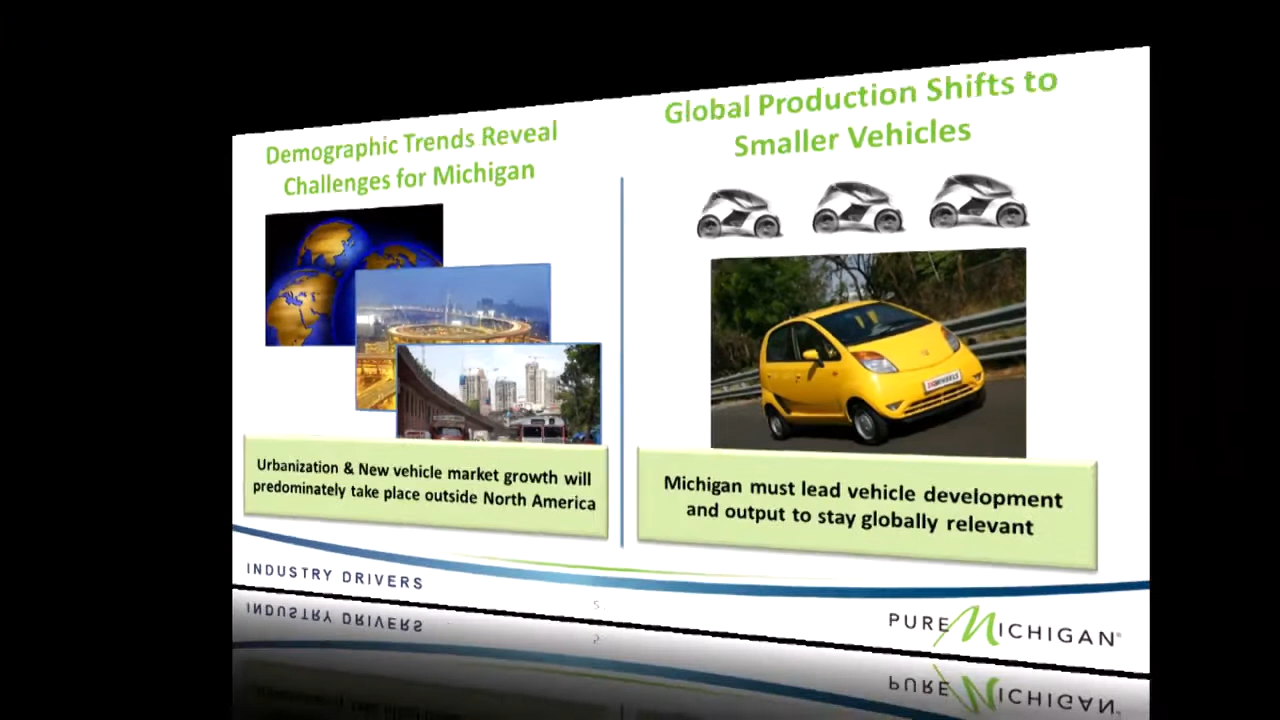 Demographic Trends Reveal
Challenges for Michigan
Urbanization & New vehicle market growth will
predominately take place outside North America
Global Production Shifts to
Smaller Vehicles
Michigan must lead vehicle development
and output to stay globally relevant
INDUSTRY DRIVERS
5
PURE MICHIGAN®